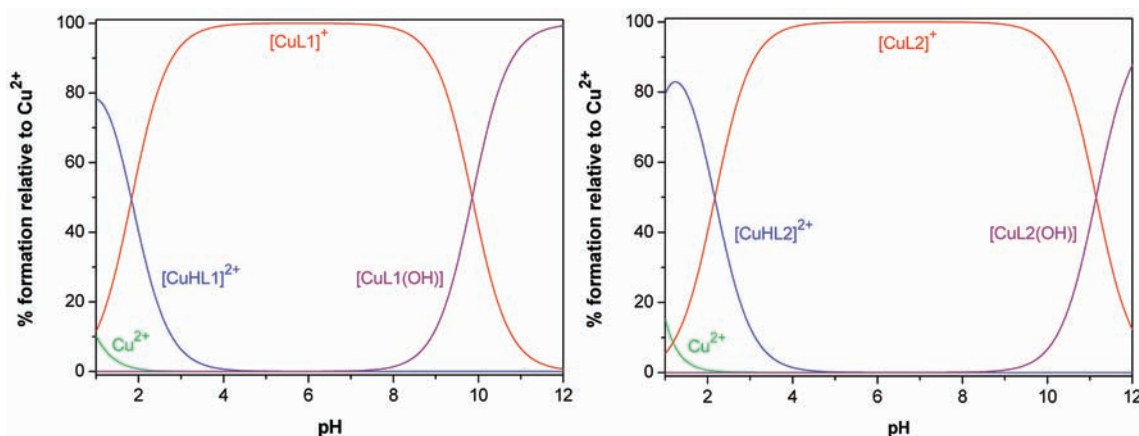 % formation relative to Cu²⁺
100
80
60
40
20
0
[CuL1]⁺
[CuHL1]²⁺
[CuL1(OH)]
Cu²⁺
2 4 6 8 10 12
pH
% formation relative to Cu²⁺
100
80
60
40
20
0
[CuL2]⁺
[CuHL2]²⁺
[CuL2(OH)]
Cu²⁺
2 4 6 8 10 12
pH